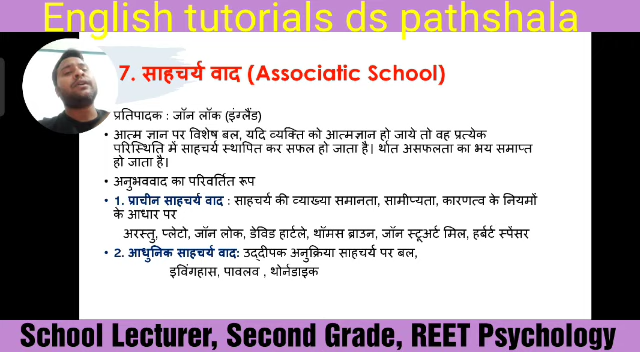 English tutorials ds pathshala
7. साहचर्य वाद (Associatic School)
प्रतिपादक : जॉन लॉक (इंग्लैंड)
• आत्म ज्ञान पर विशेष बल, यदि व्यक्ति को आत्मज्ञान हो जाये तो वह प्रत्येक
परिस्थिति में साहचर्य स्थापित कर सफल हो जाता है। र्थात असफलता का भय समाप्त
हो जाता है।
• अनुभववाद का परिवर्तित रूप
• 1. प्राचीन साहचर्य वाद : साहचर्य की व्याख्या समानता, सामीप्यता, कारणत्व के नियमों
के आधार पर
अरस्तु, प्लेटो, जॉन लोक, डेविड हार्टले, थॉमस ब्राउन, जॉन स्टूअर्ट मिल, हर्बर्ट स्पेंसर
• 2. आधुनिक साहचर्य वाद: उद्दीपक अनुक्रिया साहचर्य पर बल,
इविंगहास, पावलव , थोर्नडाइक
School Lecturer, Second Grade, REET Psychology